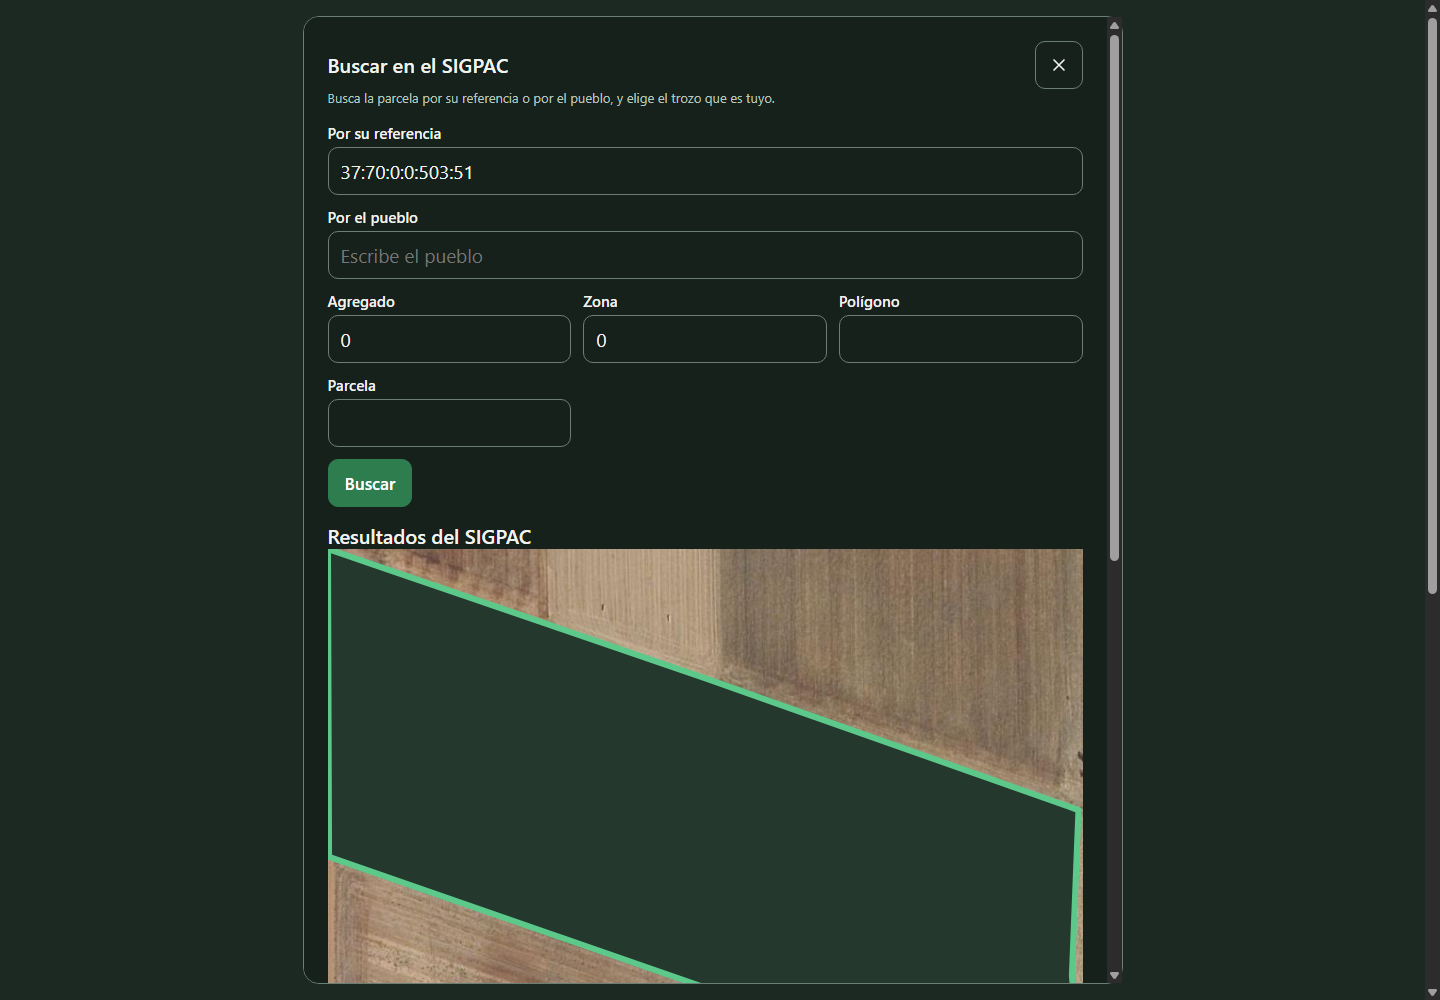 Buscar en el SIGPAC
Busca la parcela por su referencia o por el pueblo, y elige el trozo que es tuyo.
Por su referencia
37:70:0:0:503:51
Por el pueblo
Escribe el pueblo
Agregado Zona Polígono
0 0
Parcela
Buscar
Resultados del SIGPAC